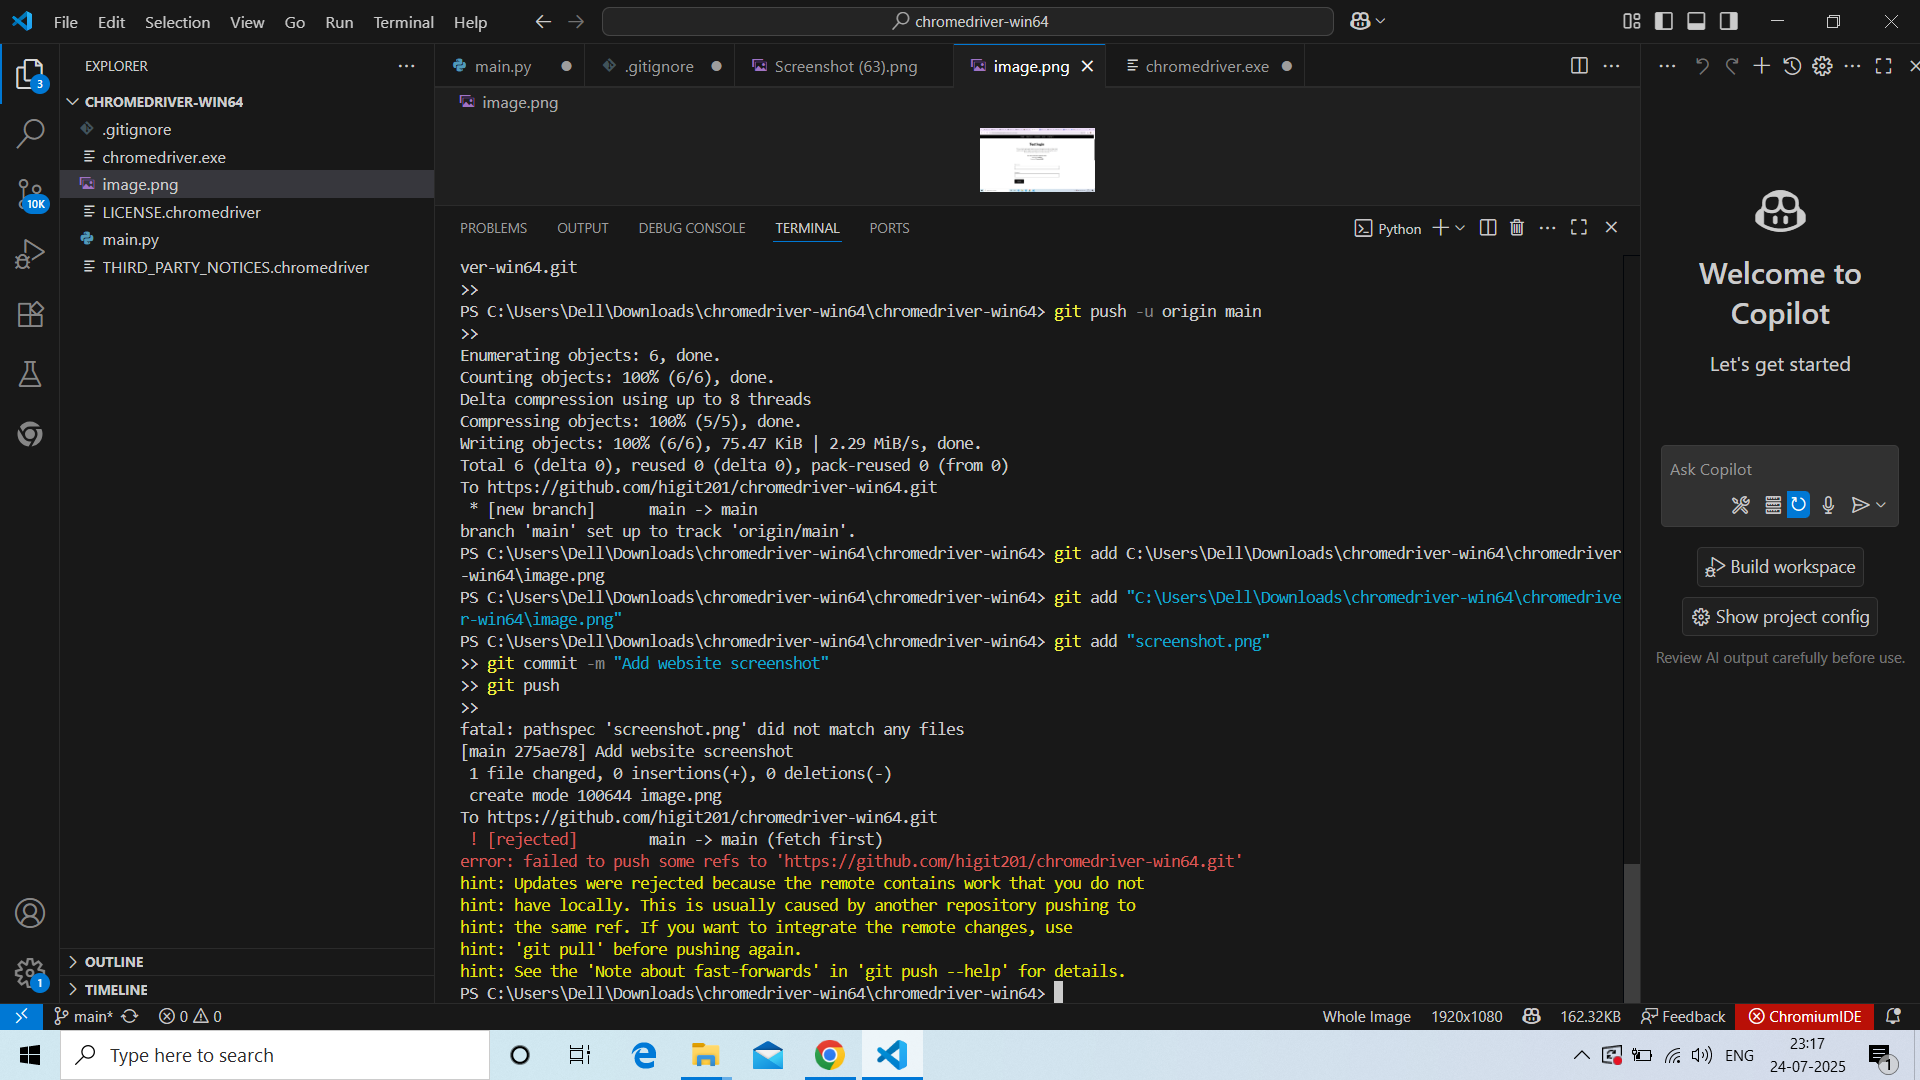 File Edit Selection View Go Run Terminal Help
chromedriver-win64
EXPLORER
3
10K
1
CHROMEDRIVER-WIN64
.gitignore
chromedriver.exe
image.png
LICENSE.chromedriver
main.py
THIRD_PARTY_NOTICES.chromedriver
OUTLINE
TIMELINE
main.py .gitignore Screenshot (63).png image.png chromedriver.exe
image.png
PROBLEMS OUTPUT DEBUG CONSOLE TERMINAL PORTS
Python
ver-win64.git
>>
PS C:\Users\Dell\Downloads\chromedriver-win64\chromedriver-win64> git push -u origin main
>>
Enumerating objects: 6, done.
Counting objects: 100% (6/6), done.
Delta compression using up to 8 threads
Compressing objects: 100% (5/5), done.
Writing objects: 100% (6/6), 75.47 KiB | 2.29 MiB/s, done.
Total 6 (delta 0), reused 0 (delta 0), pack-reused 0 (from 0)
To https://github.com/higit201/chromedriver-win64.git
* [new branch]      main -> main
branch 'main' set up to track 'origin/main'.
PS C:\Users\Dell\Downloads\chromedriver-win64\chromedriver-win64> git add C:\Users\Dell\Downloads\chromedriver-win64\chromedriver
-win64\image.png
PS C:\Users\Dell\Downloads\chromedriver-win64\chromedriver-win64> git add "C:\Users\Dell\Downloads\chromedriver-win64\chromedrive
r-win64\image.png"
PS C:\Users\Dell\Downloads\chromedriver-win64\chromedriver-win64> git add "screenshot.png"
>> git commit -m "Add website screenshot"
>> git push
>>
fatal: pathspec 'screenshot.png' did not match any files
[main 275ae78] Add website screenshot
1 file changed, 0 insertions(+), 0 deletions(-)
create mode 100644 image.png
To https://github.com/higit201/chromedriver-win64.git
! [rejected]        main -> main (fetch first)
error: failed to push some refs to 'https://github.com/higit201/chromedriver-win64.git'
hint: Updates were rejected because the remote contains work that you do not
hint: have locally. This is usually caused by another repository pushing to
hint: the same ref. If you want to integrate the remote changes, use
hint: 'git pull' before pushing again.
hint: See the 'Note about fast-forwards' in 'git push --help' for details.
PS C:\Users\Dell\Downloads\chromedriver-win64\chromedriver-win64>
Welcome to
Copilot
Let's get started
Ask Copilot
Build workspace
Show project config
Review AI output carefully before use.
main* 0 0 Whole Image 1920x1080 162.32KB Feedback ChromiumIDE
Type here to search
ENG
23:17
24-07-2025
1